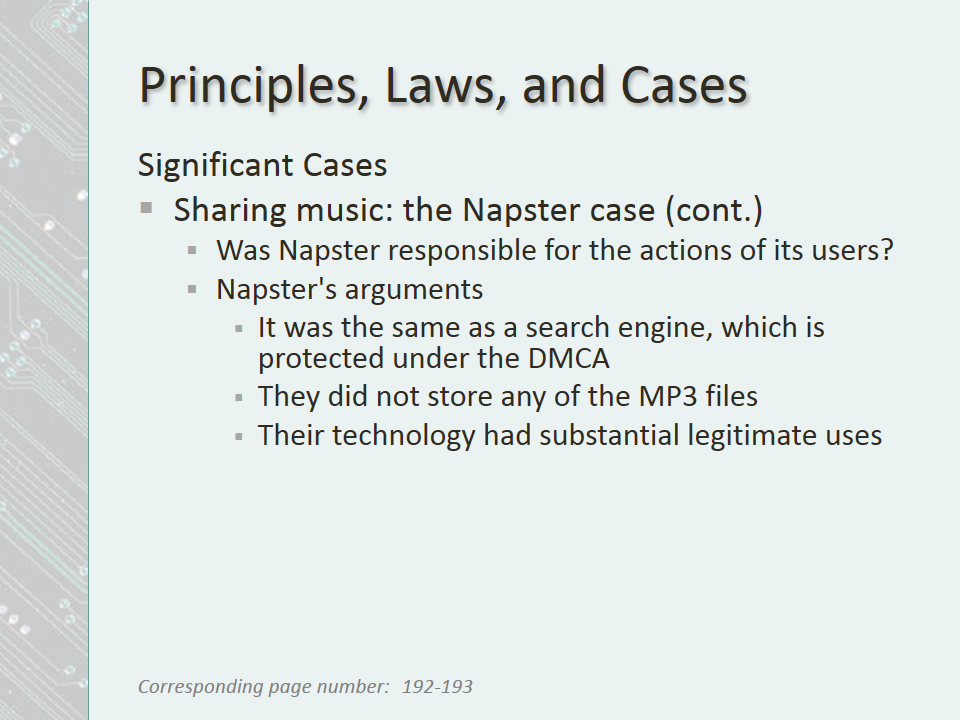 Principles, Laws, and Cases
Significant Cases
Sharing music: the Napster case (cont.)
Was Napster responsible for the actions of its users?
Napster's arguments
It was the same as a search engine, which is
protected under the DMCA
They did not store any of the MP3 files
Their technology had substantial legitimate uses
Corresponding page number: 192-193